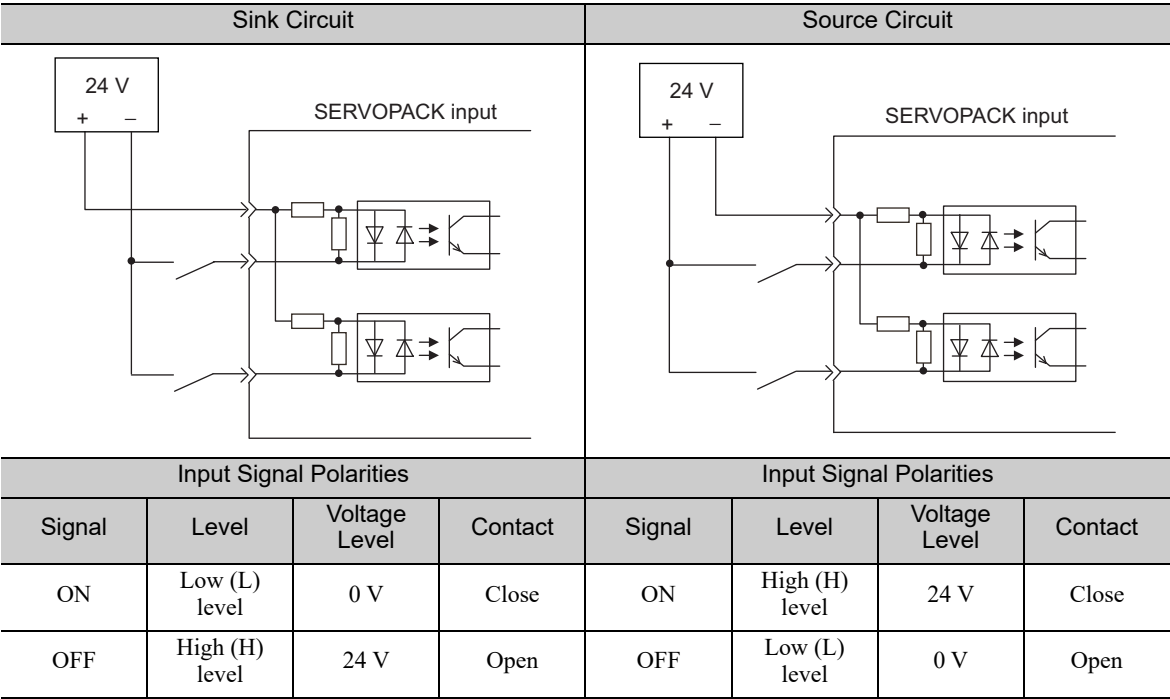 Sink Circuit
Source Circuit
24 V
+ –
SERVOPACK input
24 V
+ –
SERVOPACK input
Input Signal Polarities
Input Signal Polarities
Signal
Level
Voltage
Level
Contact
Signal
Level
Voltage
Level
Contact
ON
Low (L)
level
0 V
Close
ON
High (H)
level
24 V
Close
OFF
High (H)
level
24 V
Open
OFF
Low (L)
level
0 V
Open